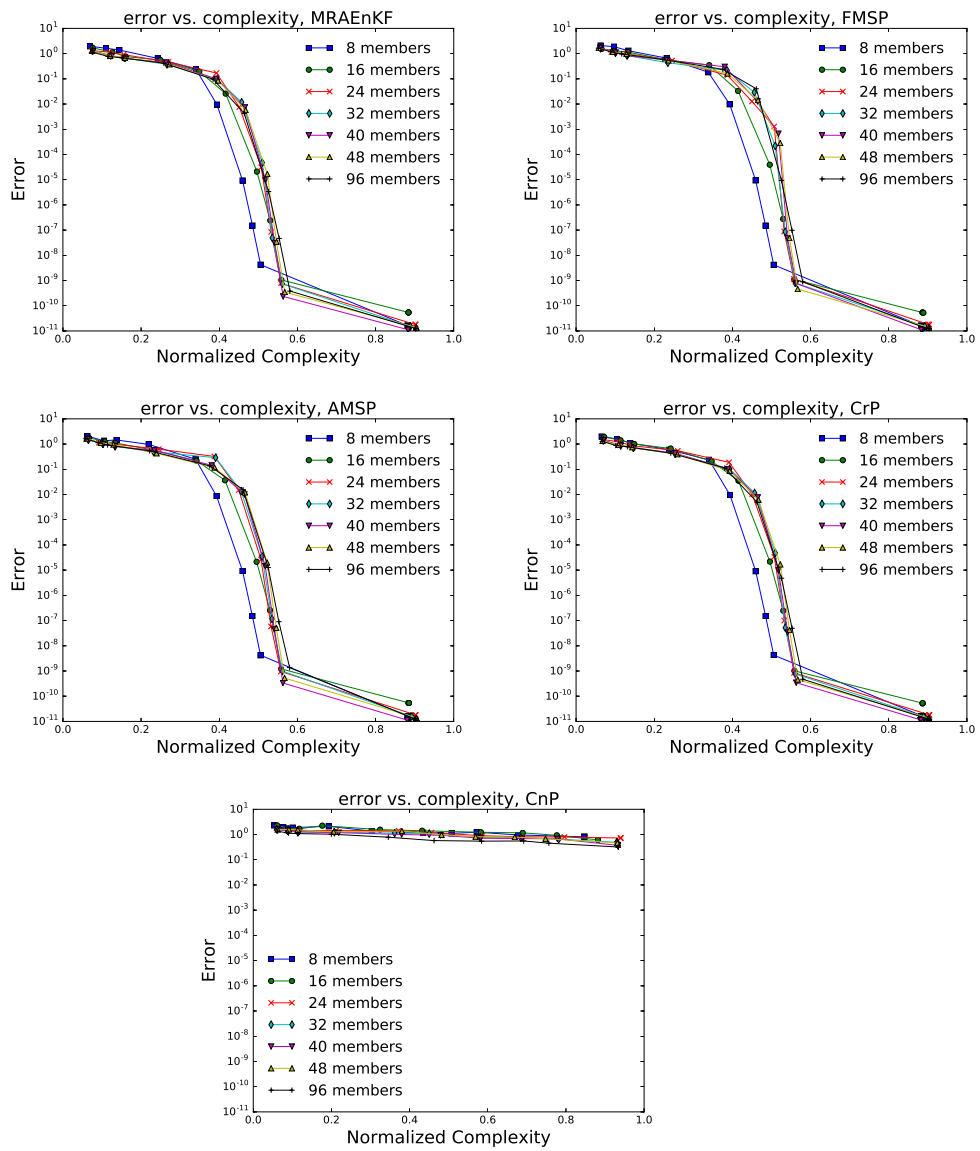 error vs. complexity, MRAEnKF
10^1
10^0
10^-1
10^-2
10^-3
10^-4
10^-5
10^-6
10^-7
10^-8
10^-9
10^-10
10^-11
Error
8 members
16 members
24 members
32 members
40 members
48 members
96 members
0.0 0.2 0.4 0.6 0.8 1.0
Normalized Complexity
error vs. complexity, FMSP
10^1
10^0
10^-1
10^-2
10^-3
10^-4
10^-5
10^-6
10^-7
10^-8
10^-9
10^-10
10^-11
Error
8 members
16 members
24 members
32 members
40 members
48 members
96 members
0.0 0.2 0.4 0.6 0.8 1.0
Normalized Complexity
error vs. complexity, AMSP
10^1
10^0
10^-1
10^-2
10^-3
10^-4
10^-5
10^-6
10^-7
10^-8
10^-9
10^-10
10^-11
Error
8 members
16 members
24 members
32 members
40 members
48 members
96 members
0.0 0.2 0.4 0.6 0.8 1.0
Normalized Complexity
error vs. complexity, CrP
10^1
10^0
10^-1
10^-2
10^-3
10^-4
10^-5
10^-6
10^-7
10^-8
10^-9
10^-10
10^-11
Error
8 members
16 members
24 members
32 members
40 members
48 members
96 members
0.0 0.2 0.4 0.6 0.8 1.0
Normalized Complexity
error vs. complexity, CnP
10^1
10^0
10^-1
10^-2
10^-3
10^-4
10^-5
10^-6
10^-7
10^-8
10^-9
10^-10
10^-11
Error
8 members
16 members
24 members
32 members
40 members
48 members
96 members
0.0 0.2 0.4 0.6 0.8 1.0
Normalized Complexity